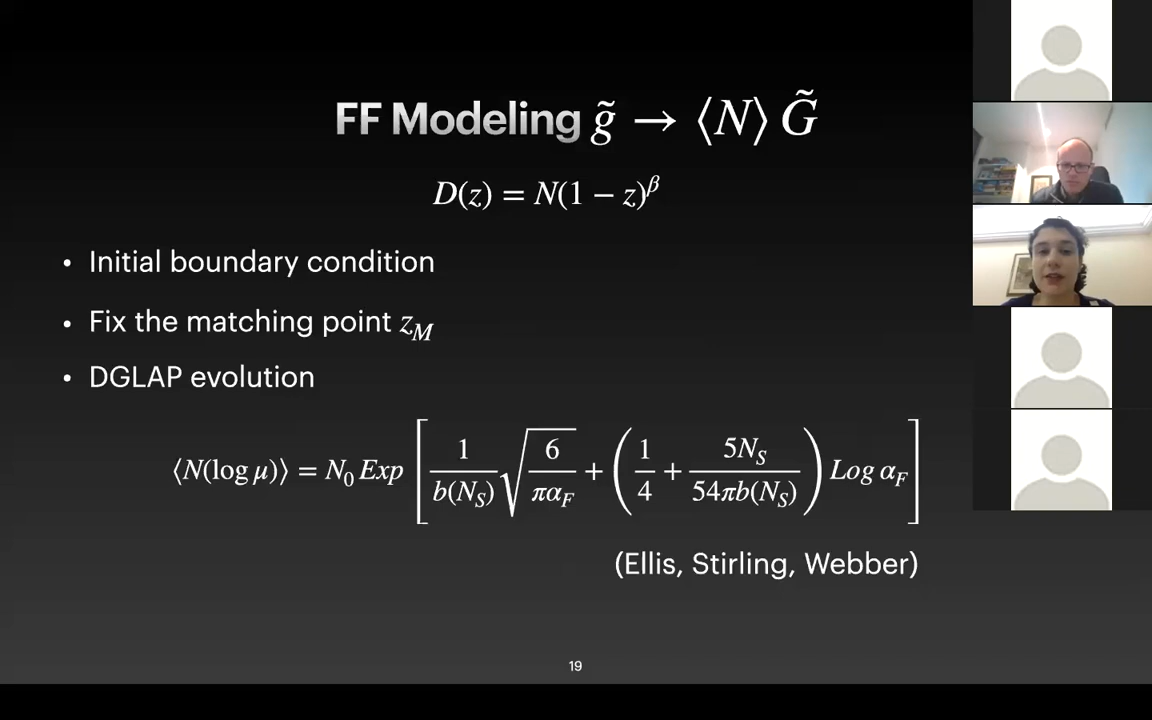 FF Modeling g̃ → ⟨N⟩ G̃
D(z) = N(1 − z)^β
• Initial boundary condition
• Fix the matching point z_M
• DGLAP evolution
⟨N(log μ)⟩ = N_0 Exp [ 1/b(N_S) √(6/πα_F) + ( 1/4 + 5N_S/54πb(N_S) ) Log α_F ]
(Ellis, Stirling, Webber)
19